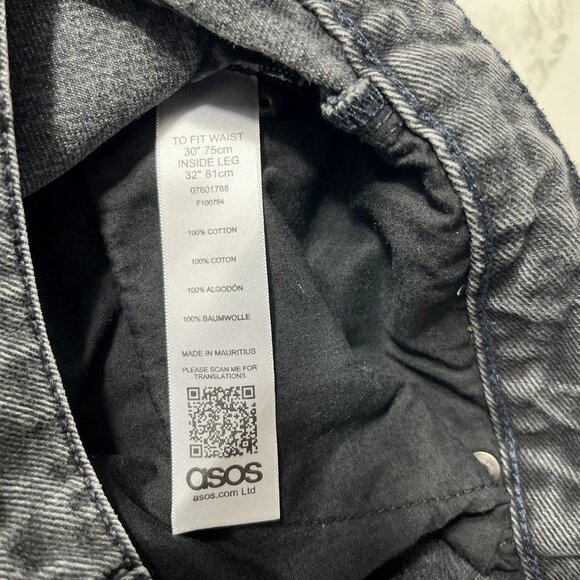 TO FIT WAIST
30" 75cm
INSIDE LEG
32" 81cm
07801788
F100784
100% COTTON
100% COTON
100% ALGODÓN
100% BAUMWOLLE
MADE IN MAURITIUS
PLEASE SCAN ME FOR
TRANSLATIONS
asos
asos.com Ltd